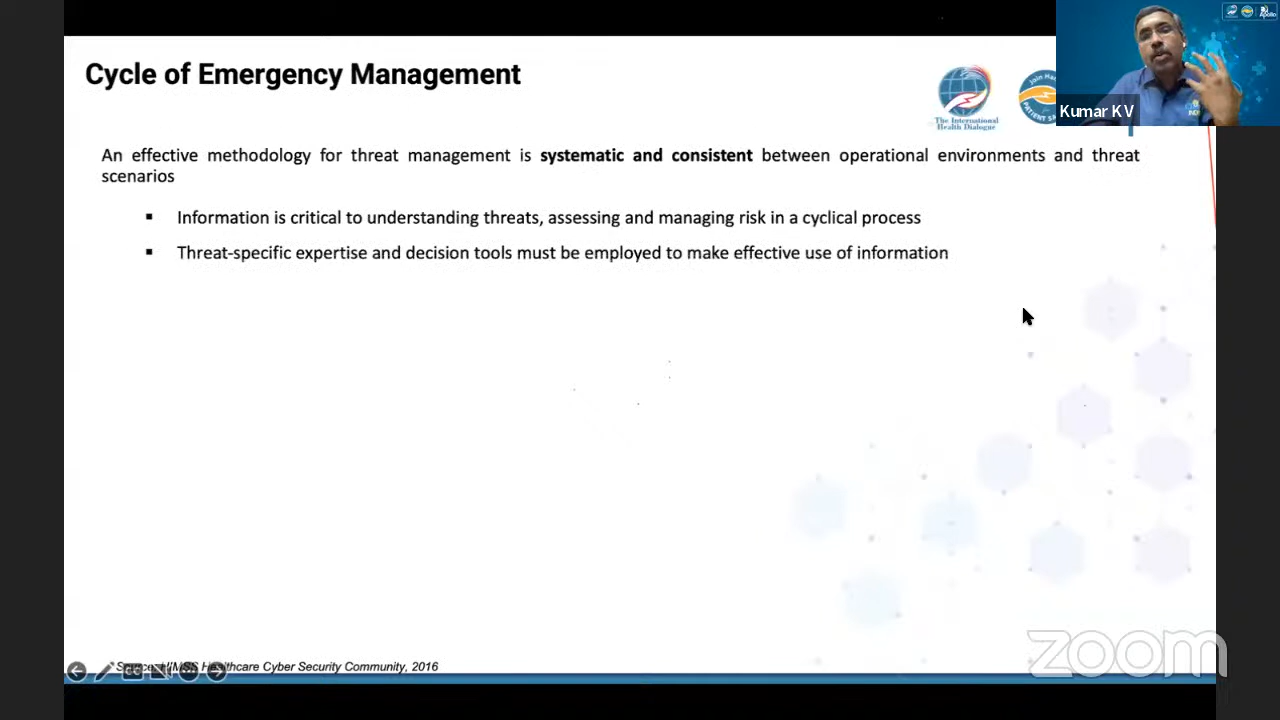 Cycle of Emergency Management
The International
Health Dialogue
Kumar KV
An effective methodology for threat management is systematic and consistent between operational environments and threat
scenarios
▪ Information is critical to understanding threats, assessing and managing risk in a cyclical process
▪ Threat-specific expertise and decision tools must be employed to make effective use of information
zoom
Healthcare Cyber Security Community, 2016